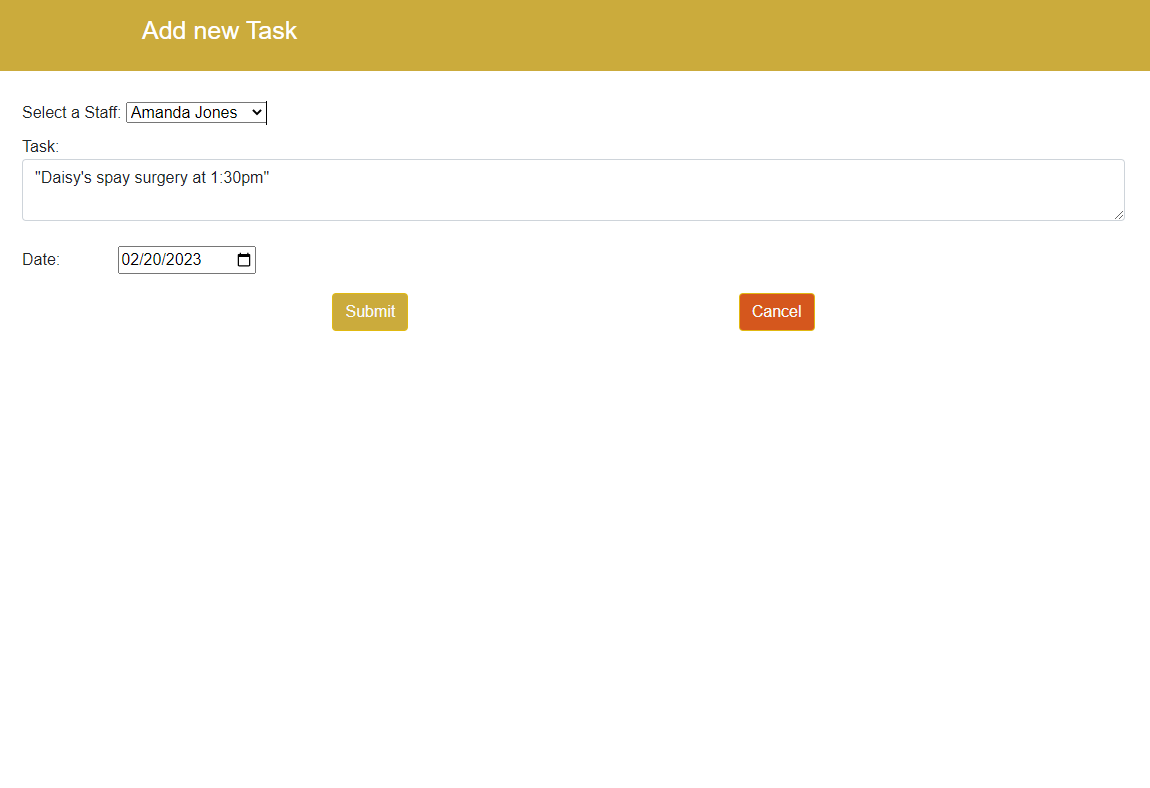 Add new Task
Select a Staff: Amanda Jones
Task:
"Daisy's spay surgery at 1:30pm"
Date: 02/20/2023
Submit Cancel